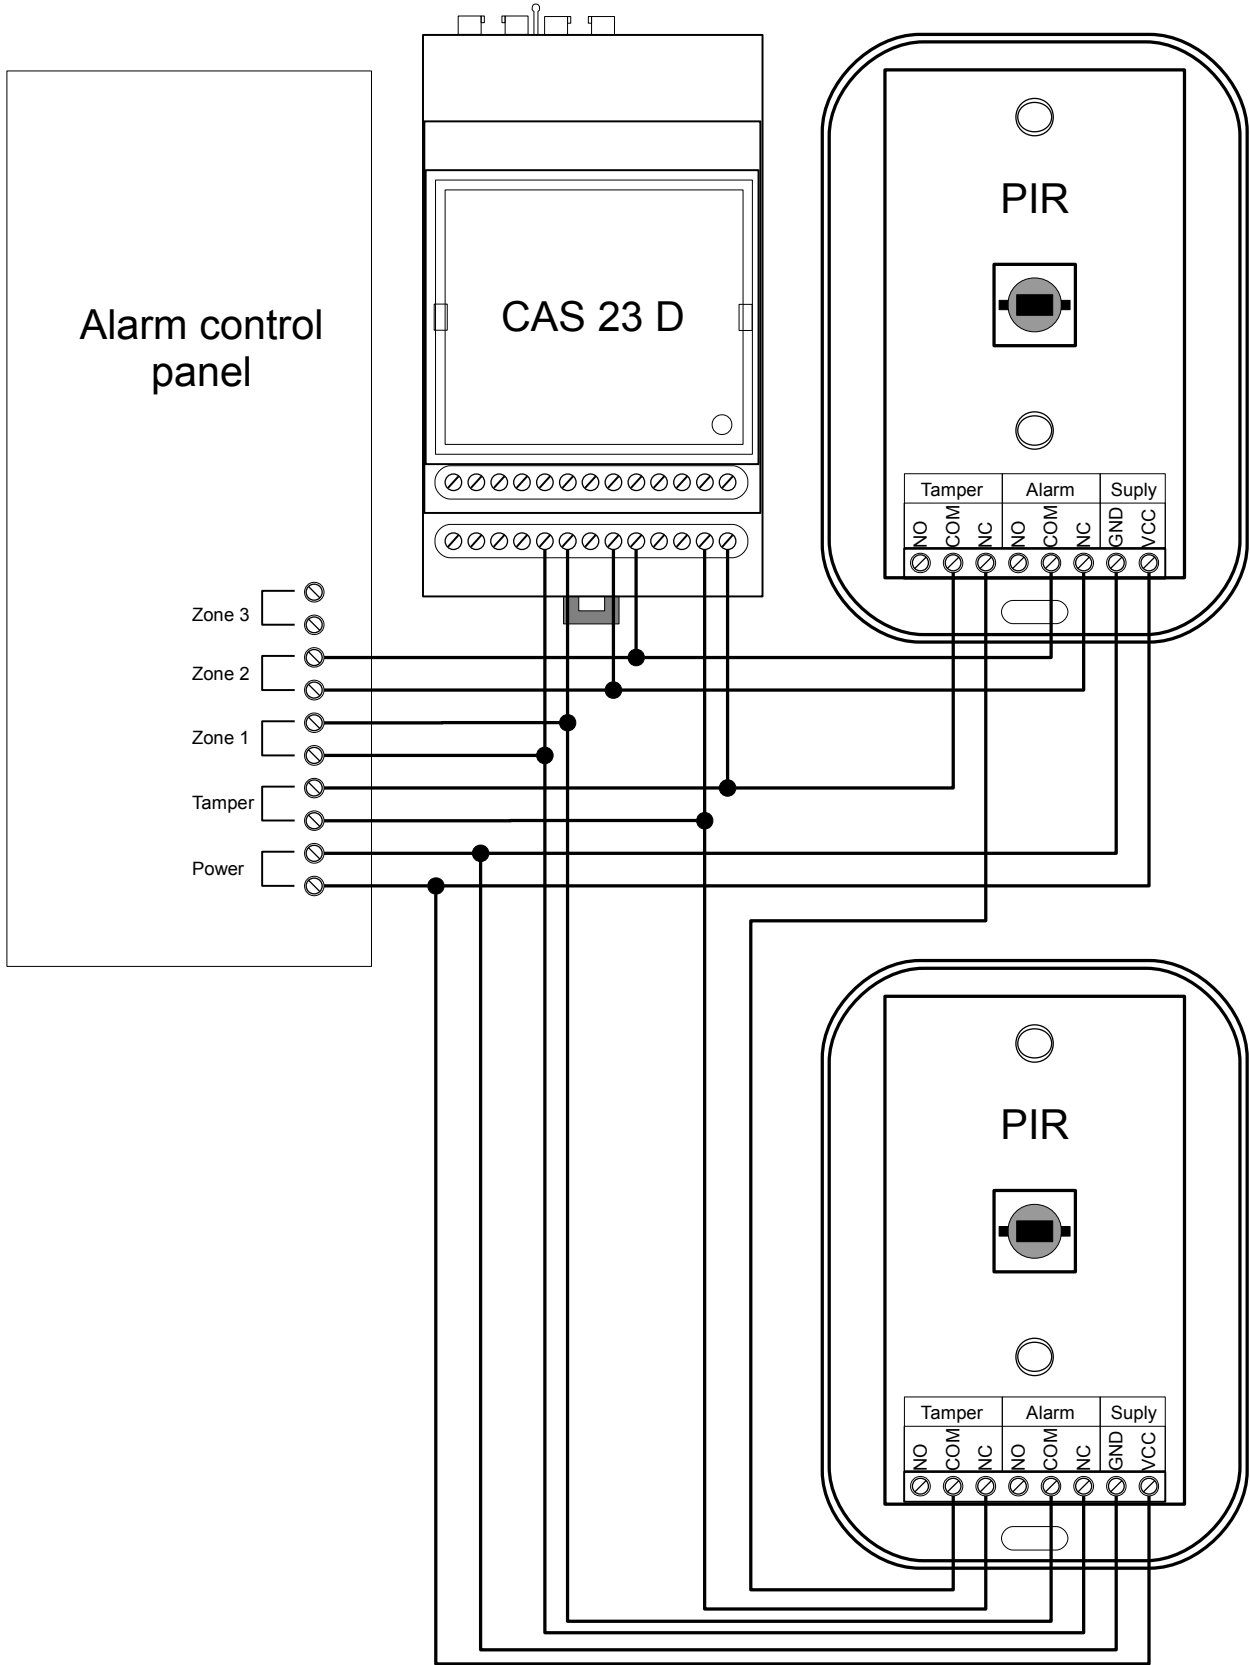 Alarm control
panel
Zone 3
Zone 2
Zone 1
Tamper
Power
CAS 23 D
PIR
Tamper Alarm Suply
NO COM NC NO COM NC GND VCC
PIR
Tamper Alarm Suply
NO COM NC NO COM NC GND VCC